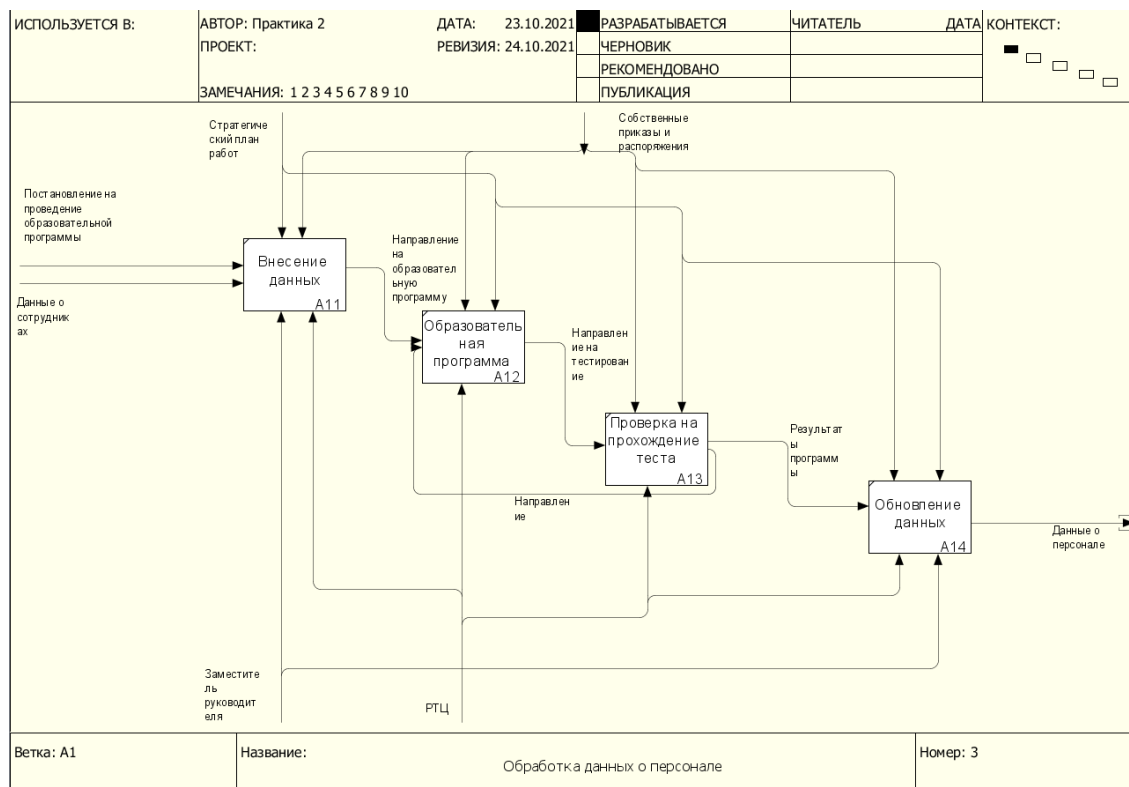 ИСПОЛЬЗУЕТСЯ В:
АВТОР: Практика 2
ДАТА: 23.10.2021
РАЗРАБАТЫВАЕТСЯ
ЧИТАТЕЛЬ
ДАТА
КОНТЕКСТ:
ПРОЕКТ:
РЕВИЗИЯ: 24.10.2021
ЧЕРНОВИК
РЕКОМЕНДОВАНО
ЗАМЕЧАНИЯ: 1 2 3 4 5 6 7 8 9 10
ПУБЛИКАЦИЯ
Стратегиче
ский план
работ
Собственные
приказы и
распоряжения
Постановление на
проведение
образовательной
программы
Внесение
данных
A11
Данные о
сотрудник
ах
Направление
на
образовател
ьную
программу
Образователь
ная
программа
A12
Направлен
ие на
тестирован
ие
Проверка на
прохождение
теста
A13
Направлен
ие
Результат
ы
программ
ы
Обновление
данных
A14
Данные о
персонале
Заместите
ль
руководит
еля
РТЦ
Ветка: A1
Название:
Обработка данных о персонале
Номер: 3